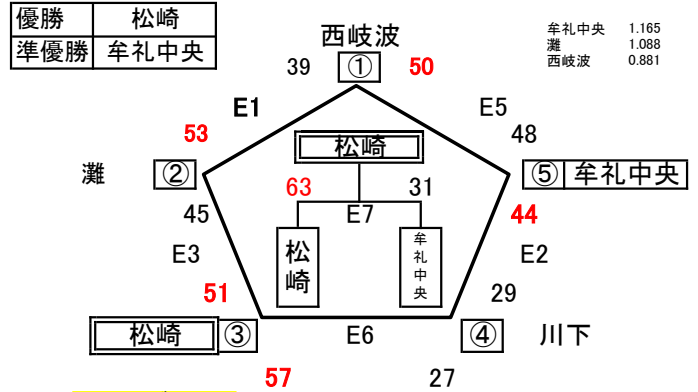 優勝 松崎
準優勝 牟礼中央
西岐波
牟礼中央 1.165
灘 1.088
西岐波 0.881
39 ① 50
E1 E5
53 48
松崎
灘 ② ⑤ 牟礼中央
63 31
45 E7 44
E3 松崎 牟礼中央 E2
51 29
松崎 ③ E6 ④ 川下
57 27